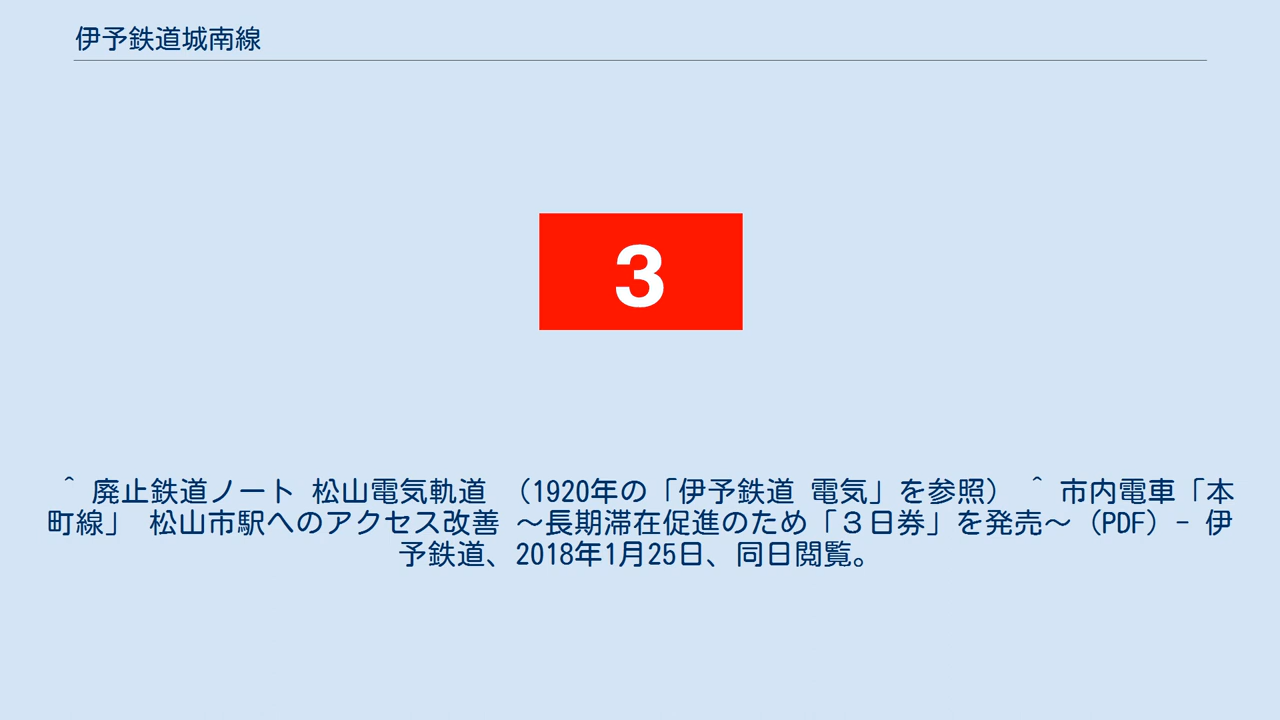 伊予鉄道城南線
3
^ 廃止鉄道ノート 松山電気軌道 （1920年の「伊予鉄道 電気」を参照） ^ 市内電車「本
町線」 松山市駅へのアクセス改善 ～長期滞在促進のため「３日券」を発売～（PDF）- 伊
予鉄道、2018年1月25日、同日閲覧。